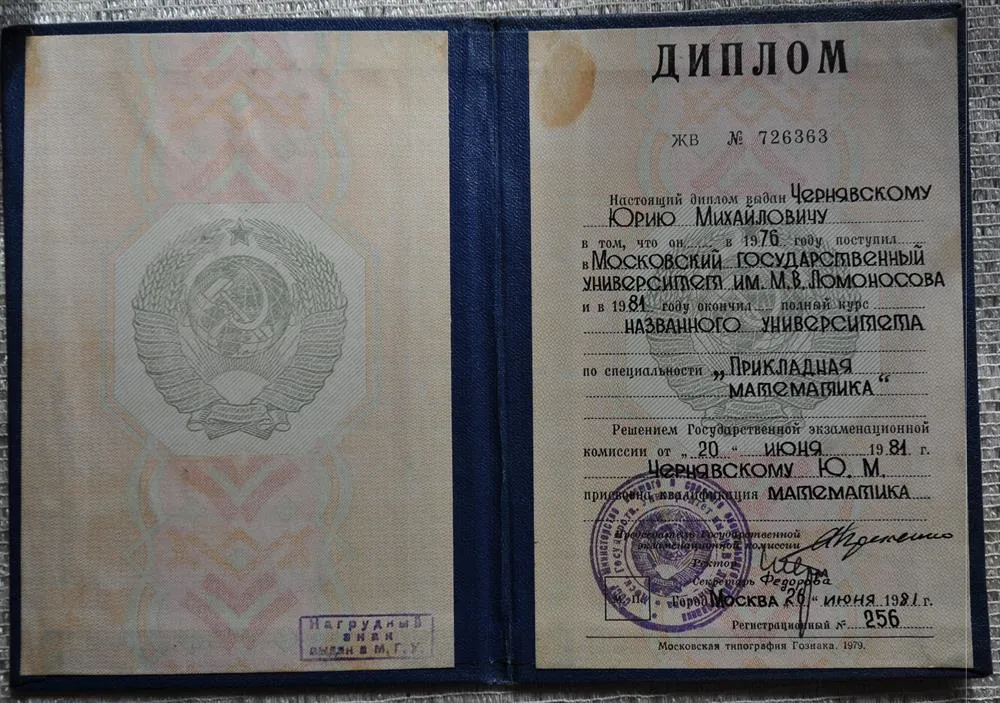 Нагрудный
знак
выдан в М.Г.У.
ДИПЛОМ
ЖВ № 726363
Настоящий диплом выдан Чернявскому
Юрию Михайловичу
в том, что он в 1976 году поступил
в Московский государственный
университет им. М.В. Ломоносова
и в 1981 году окончил полный курс
названного университета
по специальности „Прикладная
математика“
Решением Государственной экзаменационной
комиссии от „20“ июня 1981 г.
Чернявскому Ю. М.
присвоена квалификация математика
Председатель Государственной
экзаменационной комиссии
Ректор
Секретарь Федорова
Город Москва 26 “ июня 1981 г.
Регистрационный № 256
Московская типография Гознака. 1979.